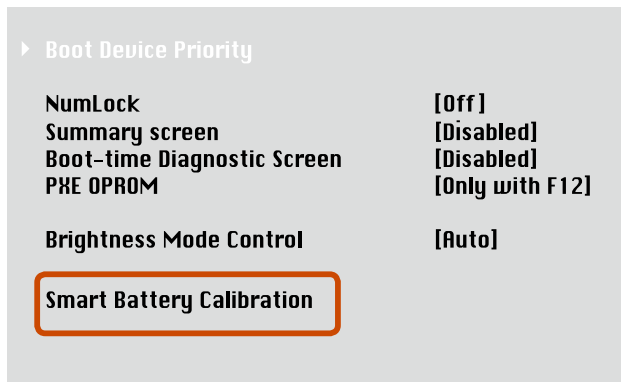 Boot Device Priority
NumLock [Off]
Summary screen [Disabled]
Boot-time Diagnostic Screen [Disabled]
PXE OPROM [Only with F12]
Brightness Mode Control [Auto]
Smart Battery Calibration